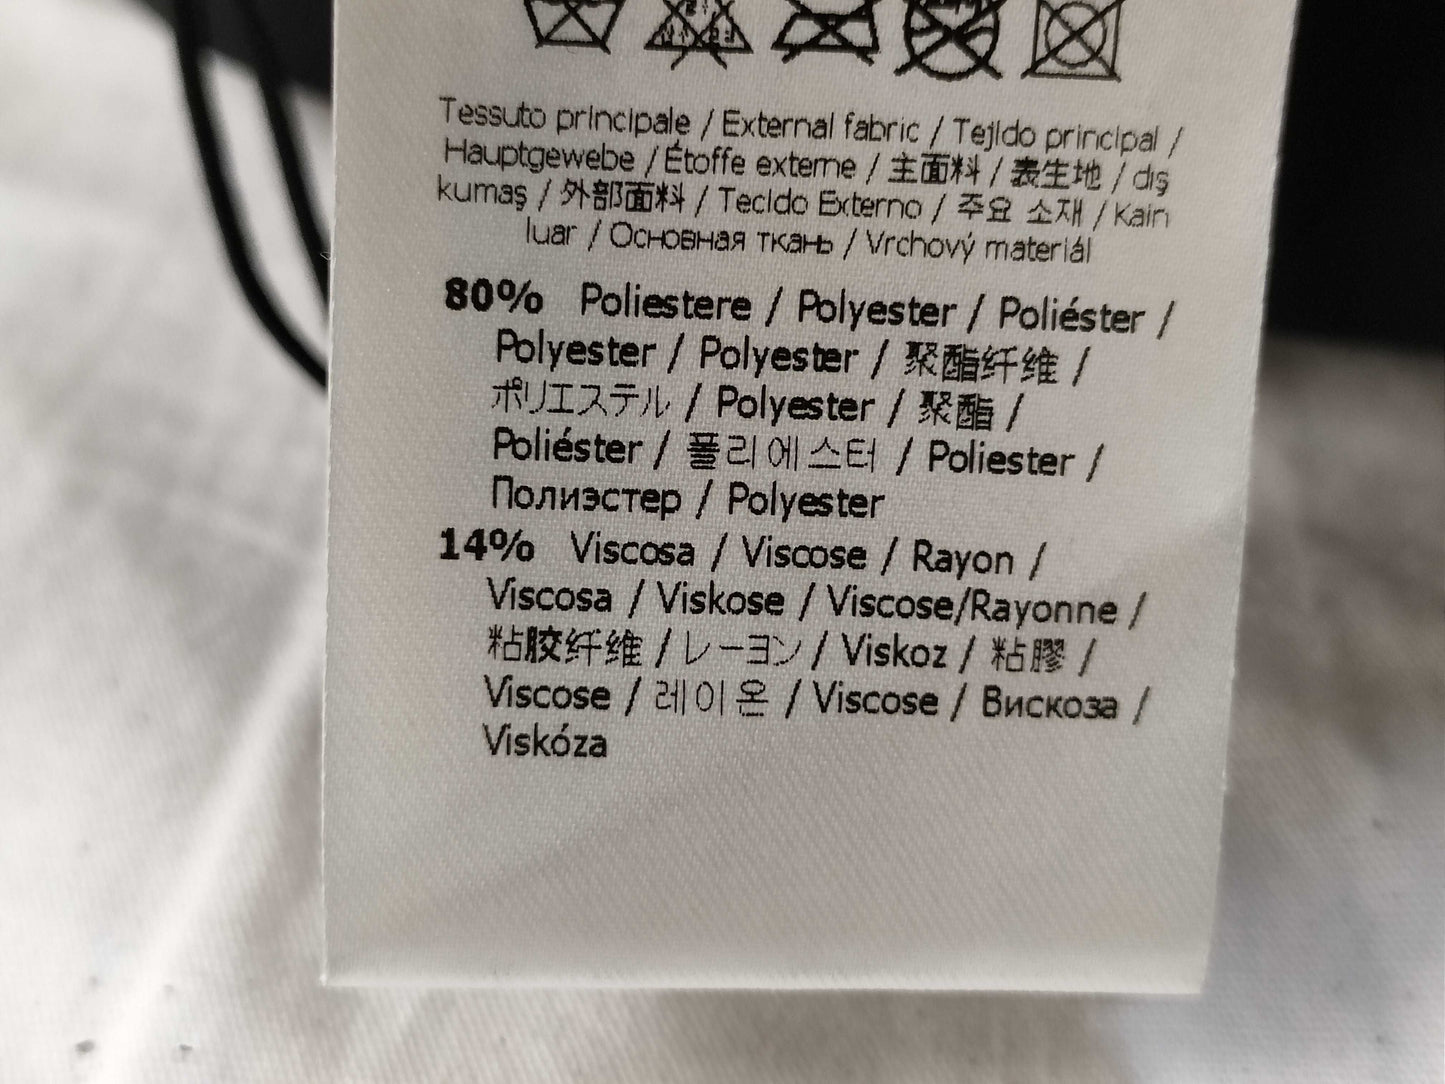 Tessuto principale / External fabric / Tejido principal /
Hauptgewebe / Étoffe externe / 主面料 / 表生地 / dış
kumaş / 外部面料 / Tecido Externo / 주요 소재 / Kain
luar / Основная ткань / Vrchový materiál
80% Poliestere / Polyester / Poliéster /
Polyester / Polyester / 聚酯纤维 /
ポリエステル / Polyester / 聚酯 /
Poliéster / 폴리에스터 / Poliester /
Полиэстер / Polyester
14% Viscosa / Viscose / Rayon /
Viscosa / Viskose / Viscose/Rayonne /
粘胶纤维 / レーヨン / Viskoz / 粘膠 /
Viscose / 레이온 / Viscose / Вискоза /
Viskóza